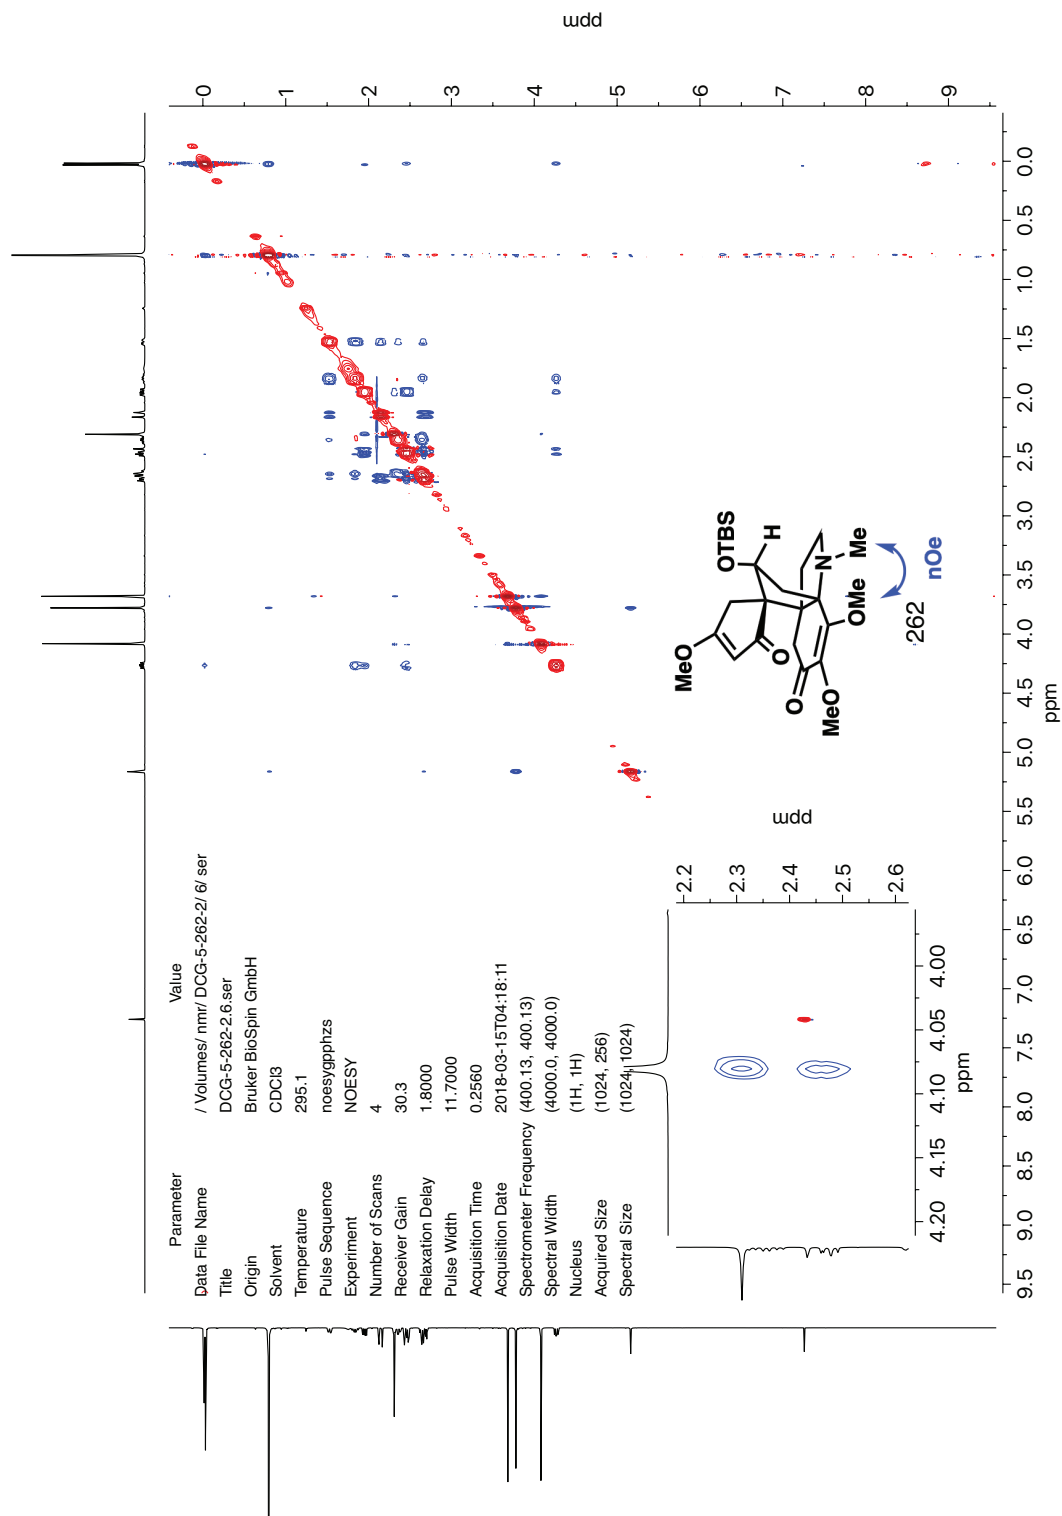 ppm
0
1
2
3
4
5
6
7
8
9
Parameter Value
Data File Name / Volumes/ nmr/ DCG-5-262-2/ 6/ ser
Title DCG-5-262-2.6.ser
Origin Bruker BioSpin GmbH
Solvent CDCl3
Temperature 295.1
Pulse Sequence noesygpphzs
Experiment NOESY
Number of Scans 4
Receiver Gain 30.3
Relaxation Delay 1.8000
Pulse Width 11.7000
Acquisition Time 0.2560
Acquisition Date 2018-03-15T04:18:11
Spectrometer Frequency (400.13, 400.13)
Spectral Width (4000.0, 4000.0)
Nucleus (1H, 1H)
Acquired Size (1024, 256)
Spectral Size (1024, 1024)
OTBS
H
MeO
O
N
Me
OMe
O
MeO
nOe
262
ppm
2.2
2.3
2.4
2.5
2.6
4.20 4.15 4.10 4.05 4.00
ppm
9.5 9.0 8.5 8.0 7.5 7.0 6.5 6.0 5.5 5.0 4.5 4.0 3.5 3.0 2.5 2.0 1.5 1.0 0.5 0.0
ppm